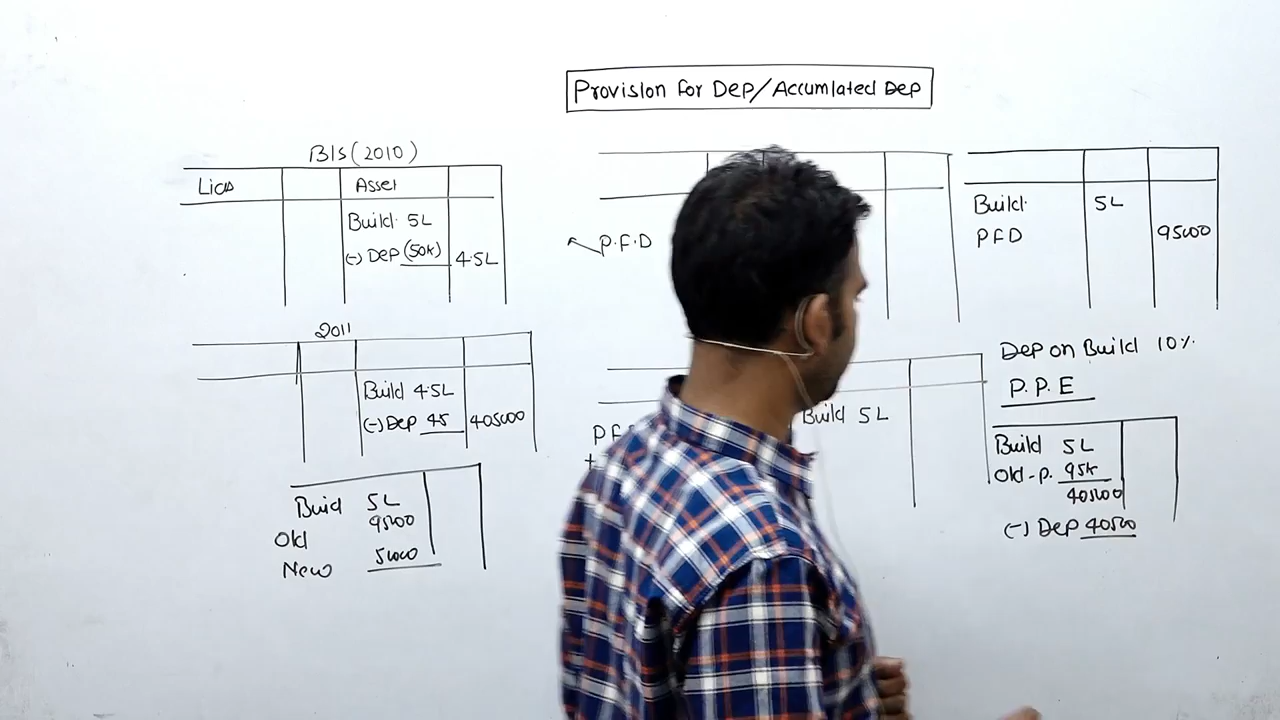 Provision for Dep/Accumlated Dep
B/s (2010)
Asset
Build 5L
(-) Dep (50k) 4.5L
2011
Build 4.5L
(-) Dep 45 405000
Build 5L
Old 95000
New 50000
P.F.D
Build 5L
Build 5L
PFD 95000
Dep on Build 10%
P.P.E
Build 5L
Old-p. 95k
405000
(-) Dep 40500